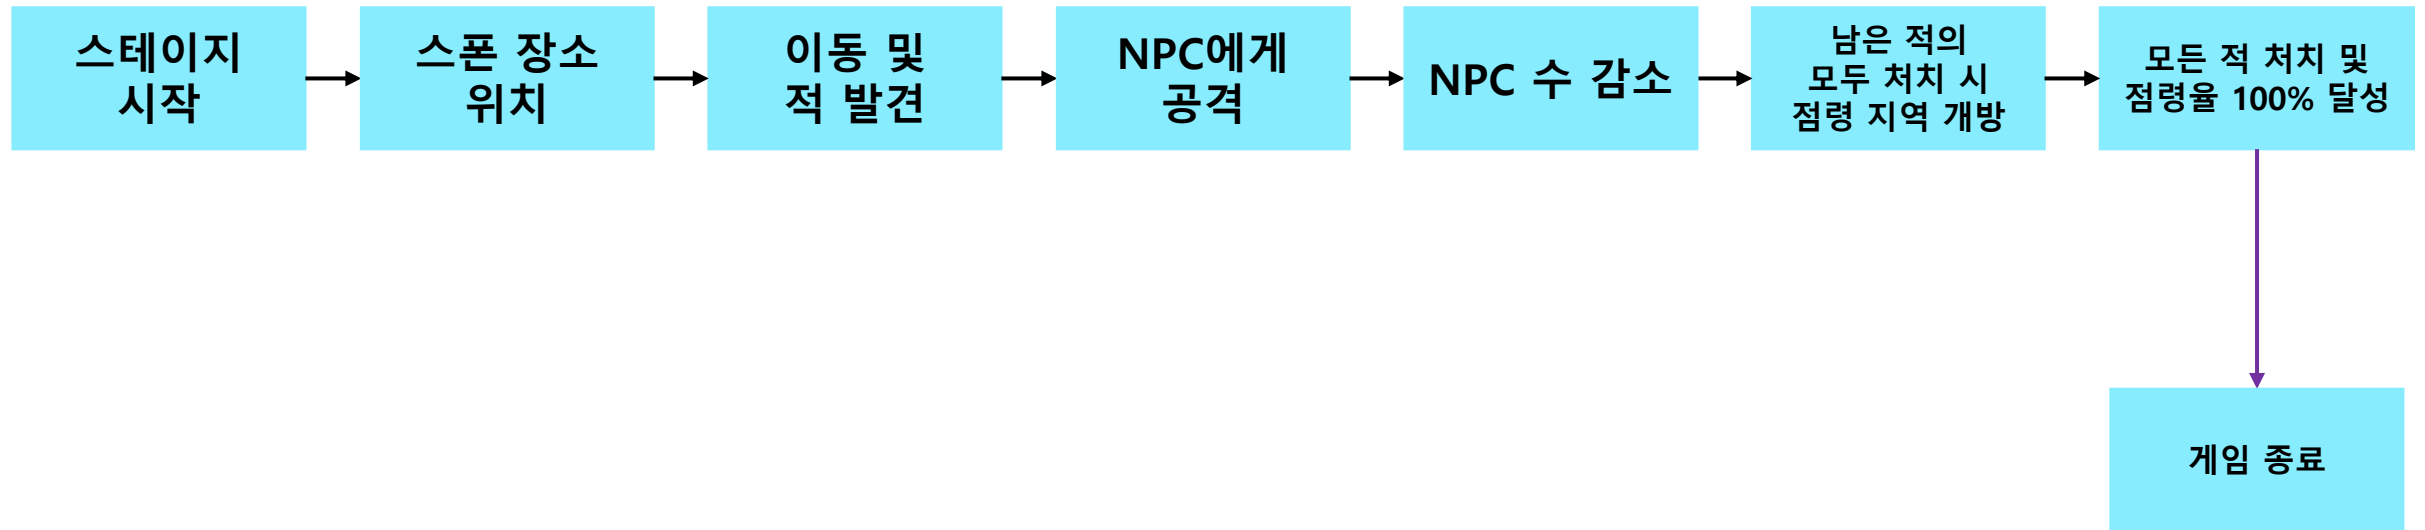 스테이지
시작
스폰 장소
위치
이동 및
적 발견
NPC에게
공격
NPC 수 감소
남은 적의
모두 처치 시
점령 지역 개방
모든 적 처치 및
점령율 100% 달성
게임 종료